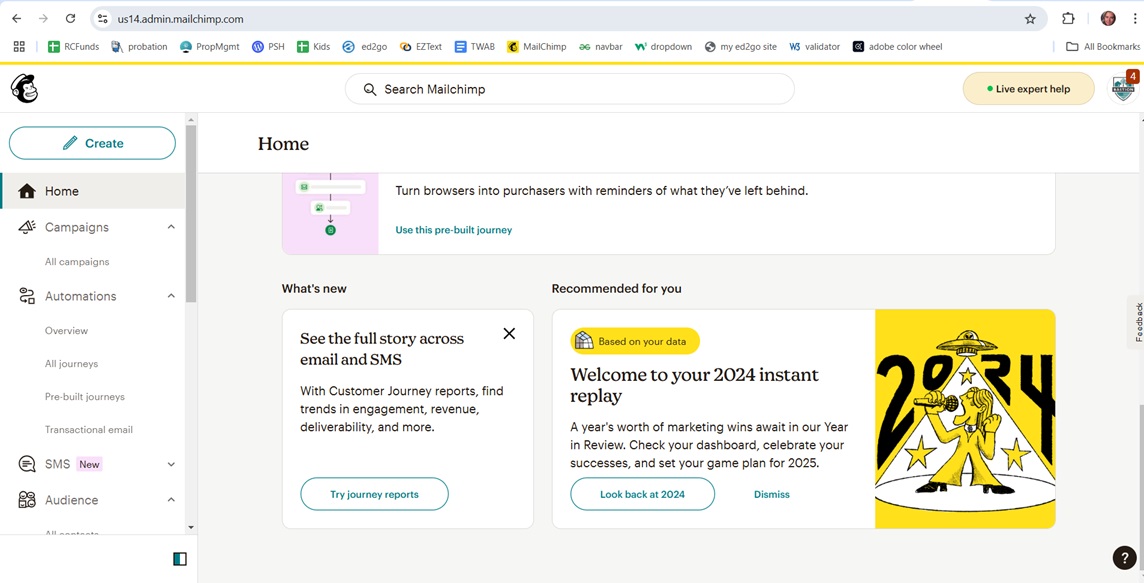 us14.admin.mailchimp.com
RCFunds
probation
PropMgmt
PSH
Kids
ed2go
EZText
TWAB
MailChimp
navbar
dropdown
my ed2go site
W3 validator
adobe color wheel
All Bookmarks
Search Mailchimp
Live expert help
4
Create
Home
Campaigns
All campaigns
Automations
Overview
All journeys
Pre-built journeys
Transactional email
SMS New
Audience
All contacts
Home
Turn browsers into purchasers with reminders of what they’ve left behind.
Use this pre-built journey
What's new
See the full story across
email and SMS
With Customer Journey reports, find
trends in engagement, revenue,
deliverability, and more.
Try journey reports
Recommended for you
Based on your data
Welcome to your 2024 instant
replay
A year's worth of marketing wins await in our Year
in Review. Check your dashboard, celebrate your
successes, and set your game plan for 2025.
Look back at 2024
Dismiss
2024
Feedback
?